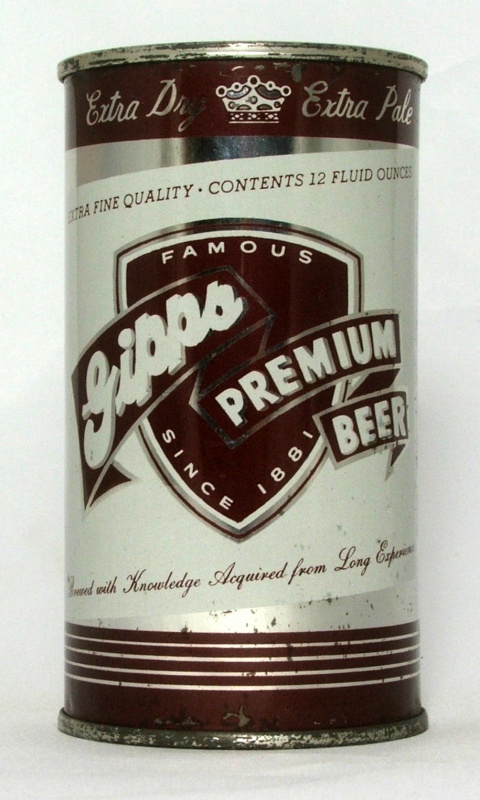 Extra Dry Extra Pale
EXTRA FINE QUALITY · CONTENTS 12 FLUID OUNCES
FAMOUS
Gipps
PREMIUM
BEER
SINCE 1881
Brewed with Knowledge Acquired from Long Experience